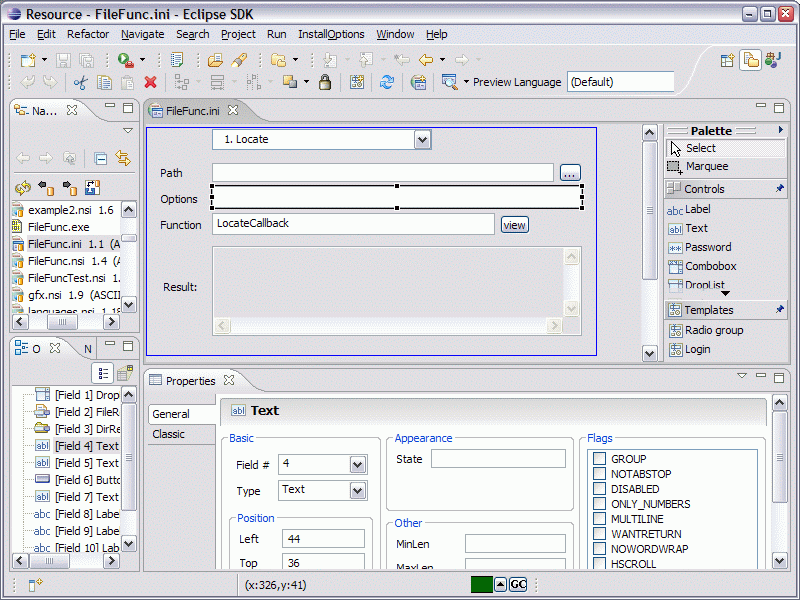 Resource - FileFunc.ini - Eclipse SDK
File Edit Refactor Navigate Search Project Run InstallOptions Window Help
Preview Language (Default)
Na...
FileFunc.ini
1. Locate
Path
...
Options
Function LocateCallback view
Result:
Palette
Select
Marquee
Controls
Label
Text
Password
Combobox
DropList
Templates
Radio group
Login
example2.nsi 1.6
FileFunc.exe
FileFunc.ini 1.1 (A
FileFunc.nsi 1.4 (A
FileFuncTest.nsi 1.
gfx.nsi 1.9 (ASCII
languages.nsi 1.18
O N
[Field 1] Drop
[Field 2] FileR
[Field 3] DirRe
[Field 4] Text
[Field 5] Text
[Field 6] Butto
[Field 7] Text
[Field 8] Labe
[Field 9] Labe
[Field 10] Lab
Properties
General
Classic
Text
Basic
Field # 4
Type Text
Position
Left 44
Top 36
Appearance
State
Other
MinLen
MaxLen
Flags
GROUP
NOTABSTOP
DISABLED
ONLY_NUMBERS
MULTILINE
WANTRETURN
NOWORDWRAP
HSCROLL
(x:326,y:41)
GC